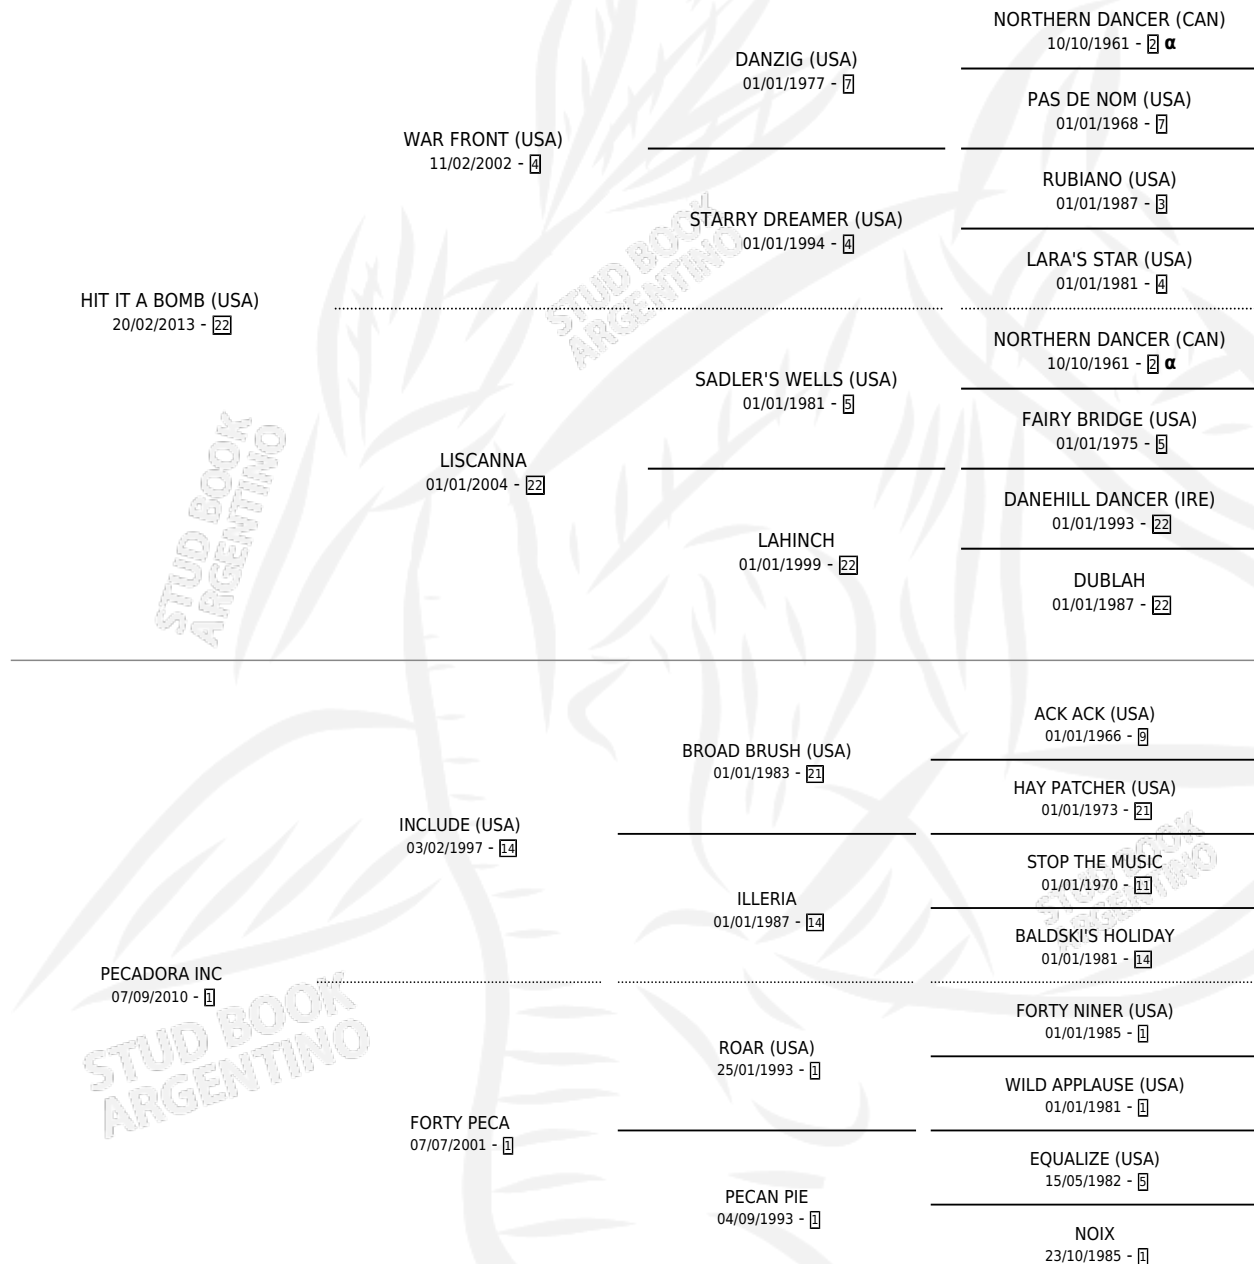 NORTHERN DANCER (CAN)
10/10/1961 - 2 α
DANZIG (USA)
01/01/1977 - 7
PAS DE NOM (USA)
01/01/1968 - 7
WAR FRONT (USA)
11/02/2002 - 4
RUBIANO (USA)
01/01/1987 - 3
STARRY DREAMER (USA)
01/01/1994 - 4
LARA'S STAR (USA)
01/01/1981 - 4
HIT IT A BOMB (USA)
20/02/2013 - 22
NORTHERN DANCER (CAN)
10/10/1961 - 2 α
SADLER'S WELLS (USA)
01/01/1981 - 5
FAIRY BRIDGE (USA)
01/01/1975 - 5
LISCANNA
01/01/2004 - 22
DANEHILL DANCER (IRE)
01/01/1993 - 22
LAHINCH
01/01/1999 - 22
DUBLAH
01/01/1987 - 22
ACK ACK (USA)
01/01/1966 - 9
BROAD BRUSH (USA)
01/01/1983 - 21
HAY PATCHER (USA)
01/01/1973 - 21
INCLUDE (USA)
03/02/1997 - 14
STOP THE MUSIC
01/01/1970 - 11
ILLERIA
01/01/1987 - 14
BALDSKI'S HOLIDAY
01/01/1981 - 14
PECADORA INC
07/09/2010 - 1
FORTY NINER (USA)
01/01/1985 - 1
ROAR (USA)
25/01/1993 - 1
WILD APPLAUSE (USA)
01/01/1981 - 1
FORTY PECA
07/07/2001 - 1
EQUALIZE (USA)
15/05/1982 - 5
PECAN PIE
04/09/1993 - 1
NOIX
23/10/1985 - 1
STUD BOOK
ARGENTINO
STUD BOOK
ARGENTINO
STUD BOOK
ARGENTINO
STUD BOOK
ARGENTINO